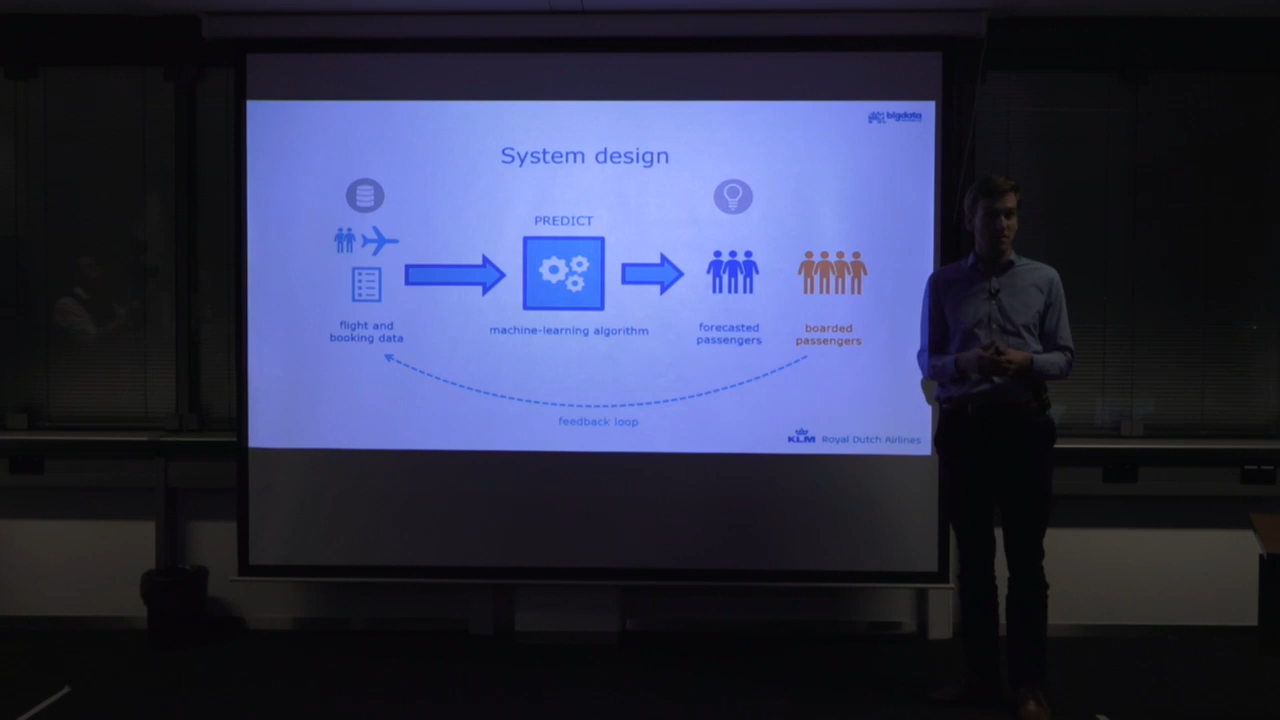 bigdata
System design
PREDICT
flight and
booking data
machine-learning algorithm
forecasted
passengers
boarded
passengers
feedback loop
KLM Royal Dutch Airlines